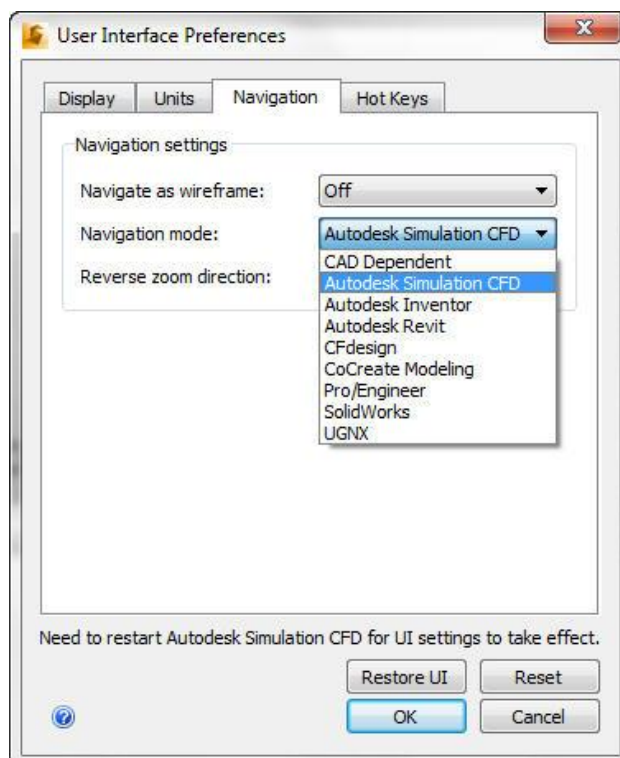 User Interface Preferences
Display Units Navigation Hot Keys
Navigation settings
Navigate as wireframe: Off
Navigation mode: Autodesk Simulation CFD
CAD Dependent
Reverse zoom direction: Autodesk Simulation CFD
Autodesk Inventor
Autodesk Revit
CFdesign
CoCreate Modeling
Pro/Engineer
SolidWorks
UGNX
Need to restart Autodesk Simulation CFD for UI settings to take effect.
Restore UI Reset
OK Cancel